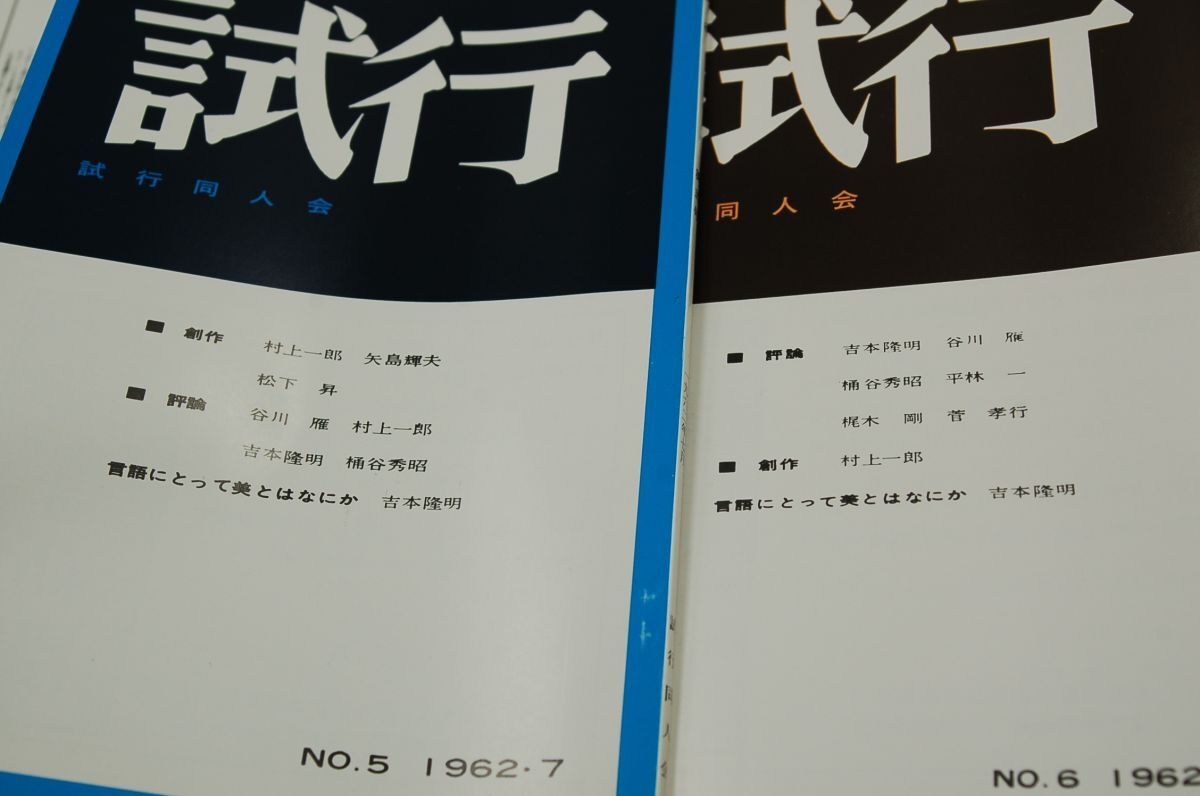 試行
試行同人会
■ 創作 村上一郎 矢島輝夫
松下 昇
■ 評論 谷川 雁 村上一郎
吉本隆明 桶谷秀昭
言語にとって美とはなにか 吉本隆明
NO.5 1962・7
試行
同人会
■ 評論 吉本隆明 谷川 雁
桶谷秀昭 平林 一
梶木 剛 菅 孝行
■ 創作 村上一郎
言語にとって美とはなにか 吉本隆明
NO.6 1962